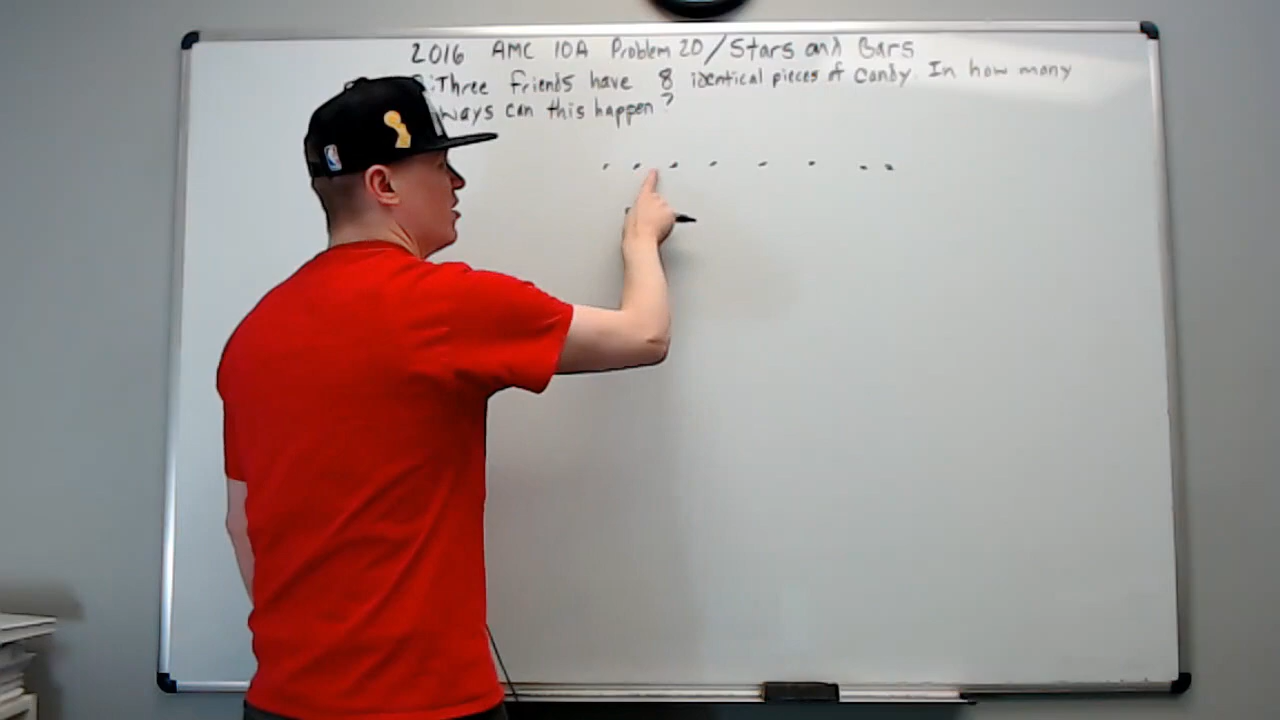 2016 AMC 10A Problem 20/Stars and Bars
:Three friends have 8 identical pieces of candy. In how many
ways can this happen?